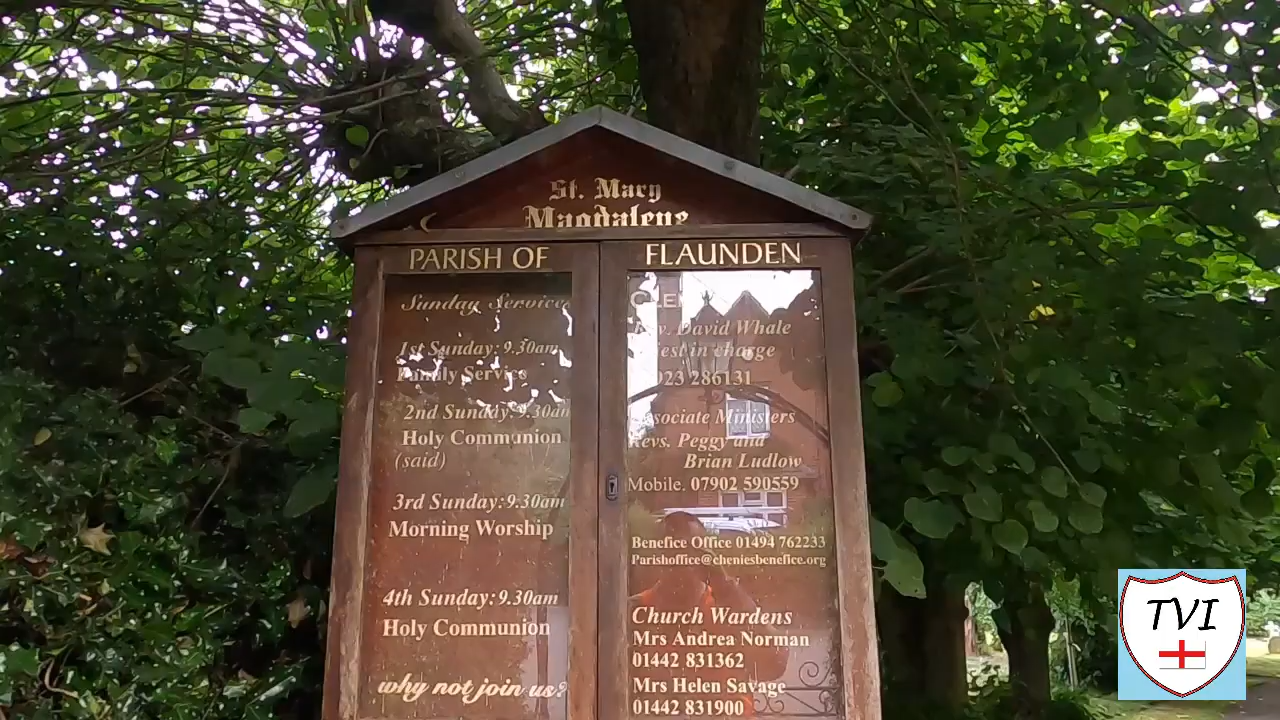 St. Mary
Magdalene
PARISH OF FLAUNDEN
Sunday Services
1st Sunday: 9.30am
Family Service
2nd Sunday: 9.30am
Holy Communion
(said)
3rd Sunday: 9.30am
Morning Worship
4th Sunday: 9.30am
Holy Communion
why not join us?
Rev. David Whale
in charge
286131
Associate Ministers
Revs. Peggy and
Brian Ludlow
Mobile. 07902 590559
Benefice Office 01494 762233
Parishoffice@cheniesbenefice.org
Church Wardens
Mrs Andrea Norman
01442 831362
Mrs Helen Savage
01442 831900
TVI